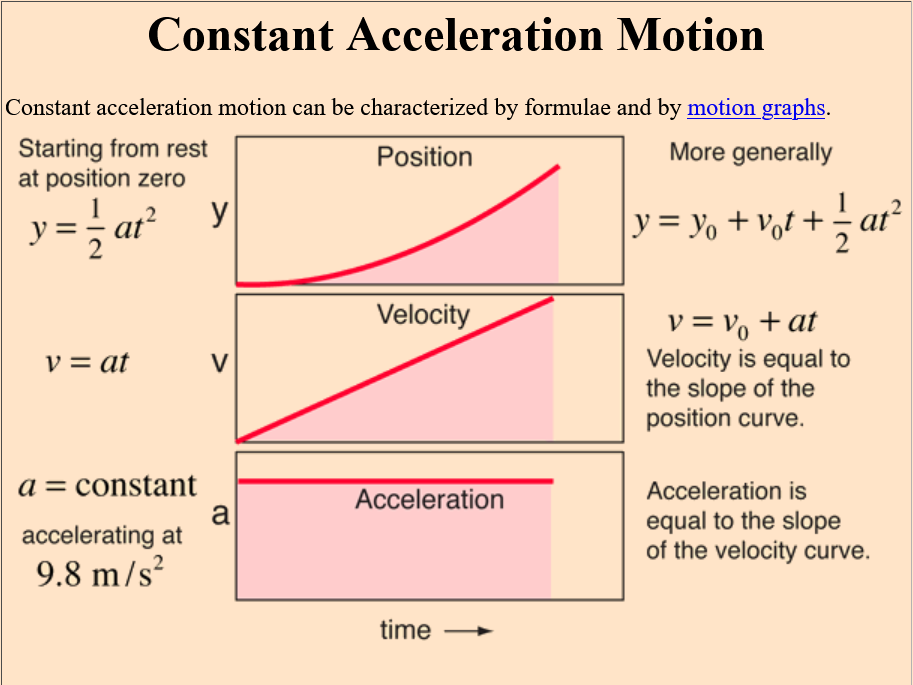 Constant Acceleration Motion
Constant acceleration motion can be characterized by formulae and by motion graphs.
Starting from rest
at position zero
y = 1/2 at²
y
Position
More generally
y = y₀ + v₀t + 1/2 at²
v = at
v
Velocity
v = v₀ + at
Velocity is equal to
the slope of the
position curve.
a = constant
accelerating at
9.8 m/s²
a
Acceleration
Acceleration is
equal to the slope
of the velocity curve.
time